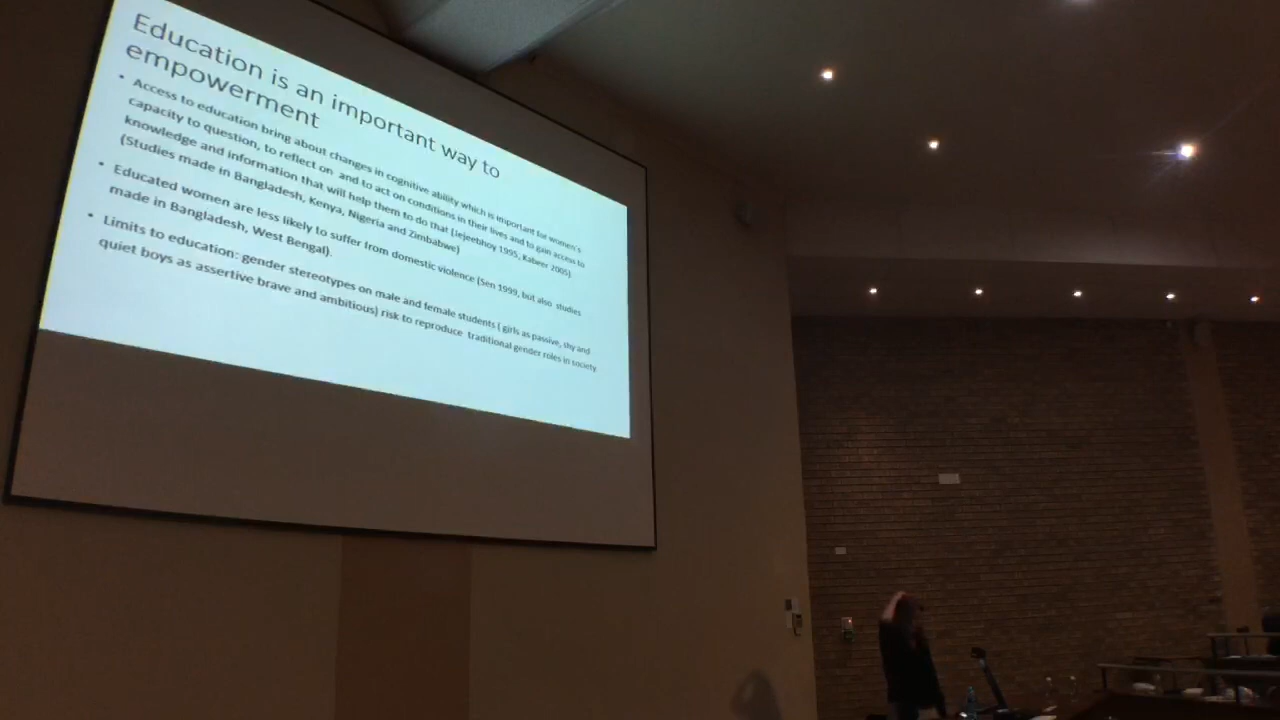 Education is an important way to
empowerment
• Access to education bring about changes in cognitive ability which is important for women's
capacity to question, to reflect on and to act on conditions in their lives and to gain access to
knowledge and information that will help them to do that (Jejeebhoy 1995, Kabeer 2005)
(Studies made in Bangladesh, Kenya, Nigeria and Zimbabwe)
• Educated women are less likely to suffer from domestic violence (Sen 1999, but also studies
made in Bangladesh, West Bengal).
• Limits to education: gender stereotypes on male and female students ( girls as passive, shy and
quiet boys as assertive brave and ambitious) risk to reproduce traditional gender roles in society